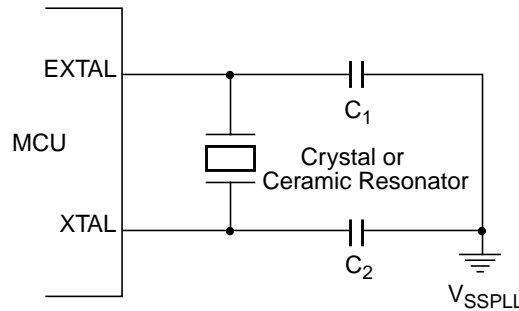 EXTAL
C1
MCU
Crystal or
Ceramic Resonator
XTAL
C2
VSSPLL